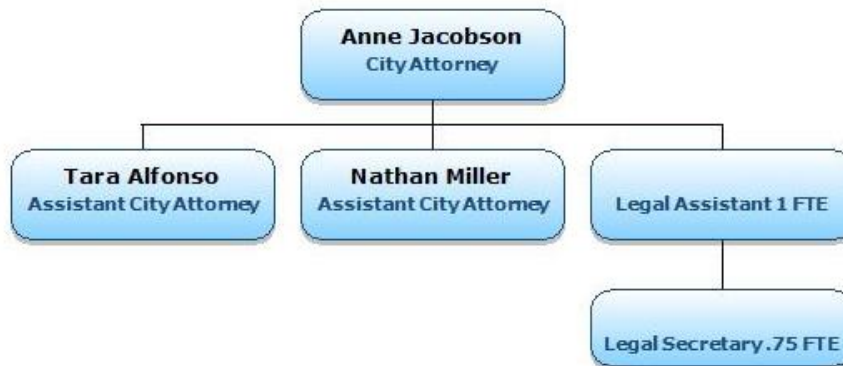 Anne Jacobson
City Attorney
Tara Alfonso
Assistant City Attorney
Nathan Miller
Assistant City Attorney
Legal Assistant 1 FTE
Legal Secretary .75 FTE